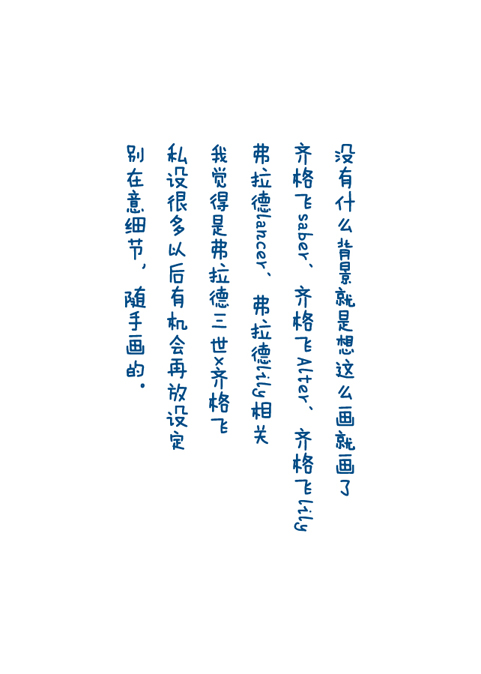 没有什么背景就是想这么画就画了
齐格飞saber、齐格飞Alter、齐格飞lily
弗拉德lancer、弗拉德lily相关
我觉得是弗拉德三世×齐格飞
私设很多以后有机会再放设定
别在意细节，随手画的。